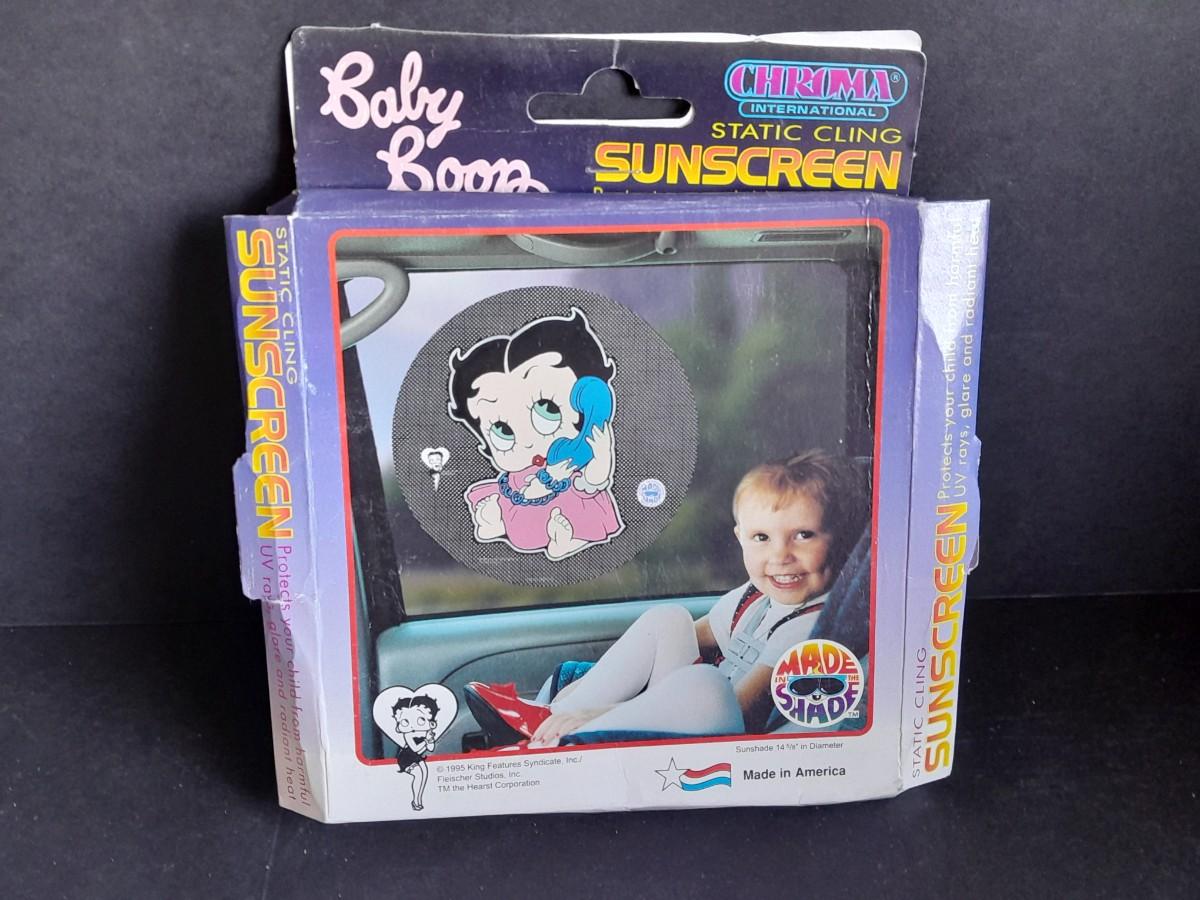 Baby
Boop
CHROMA®
INTERNATIONAL
STATIC CLING
SUNSCREEN
STATIC CLING
SUNSCREEN
Protects your child from harmful
UV rays, glare and radiant heat
MADE
IN THE
SHADE™
Sunshade 14 5/8" in Diameter
© 1995 King Features Syndicate, Inc./
Fleischer Studios, Inc.
TM the Hearst Corporation
Made in America
STATIC CLING
SUNSCREEN
Protects your child from harmful
UV rays, glare and radiant heat